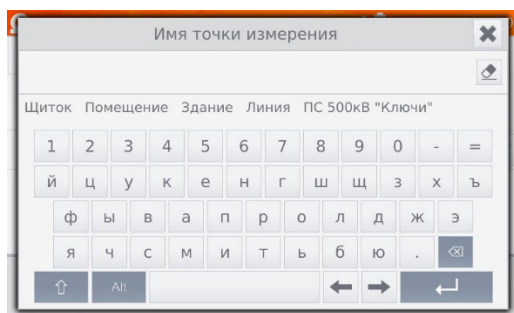 Имя точки измерения
Щиток Помещение Здание Линия ПС 500кВ "Ключи"
1 2 3 4 5 6 7 8 9 0 - =
й ц у к е н г ш щ з х ъ
ф ы в а п р о л д ж э
я ч с м и т ь б ю .
Alt